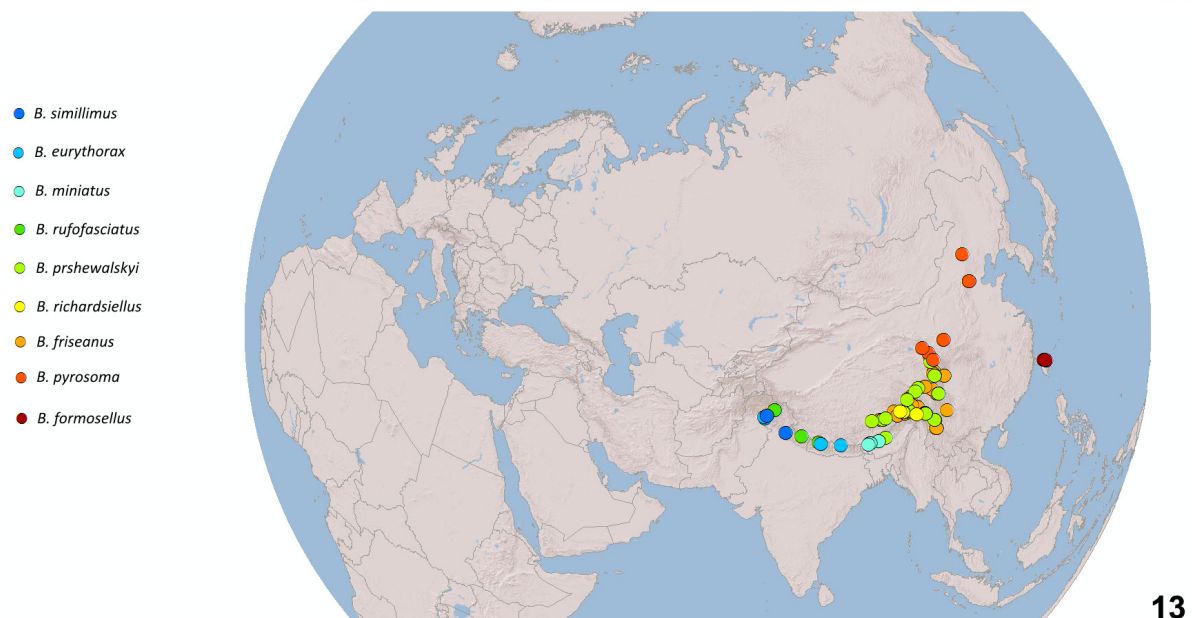 B. simillimus
B. eurythorax
B. miniatus
B. rufofasciatus
B. prshewalskyi
B. richardsiellus
B. friseanus
B. pyrosoma
B. formosellus
13